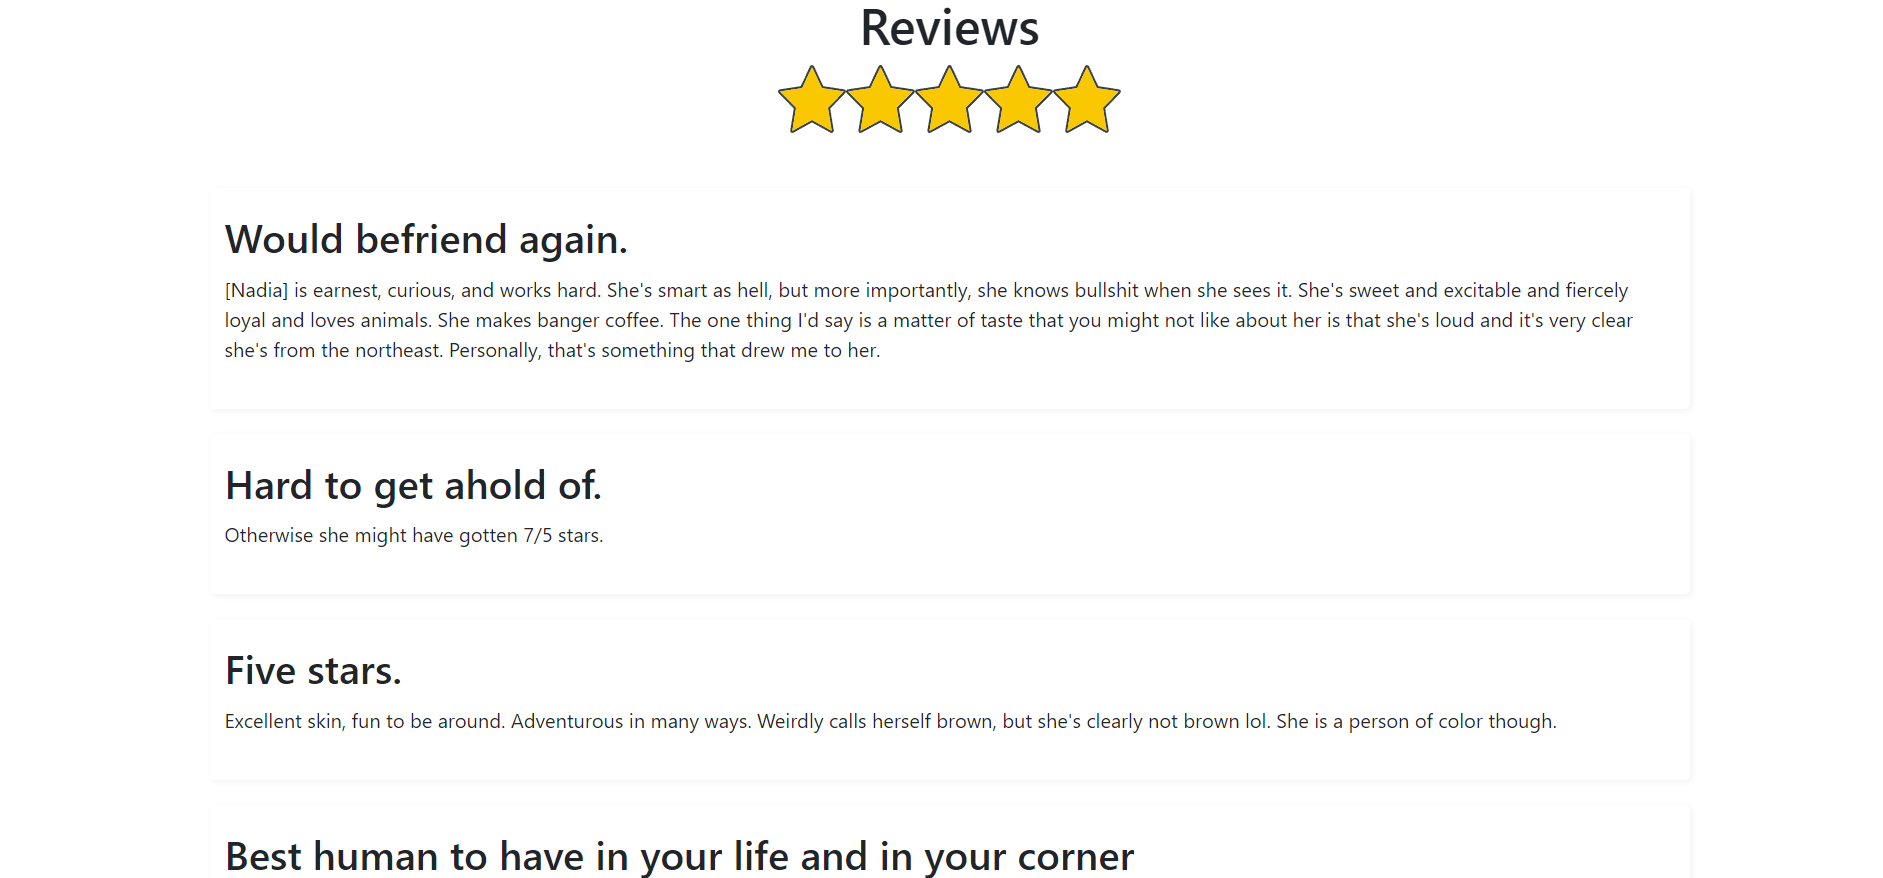 Reviews
Would befriend again.
[Nadia] is earnest, curious, and works hard. She's smart as hell, but more importantly, she knows bullshit when she sees it. She's sweet and excitable and fiercely
loyal and loves animals. She makes banger coffee. The one thing I'd say is a matter of taste that you might not like about her is that she's loud and it's very clear
she's from the northeast. Personally, that's something that drew me to her.
Hard to get ahold of.
Otherwise she might have gotten 7/5 stars.
Five stars.
Excellent skin, fun to be around. Adventurous in many ways. Weirdly calls herself brown, but she's clearly not brown lol. She is a person of color though.
Best human to have in your life and in your corner